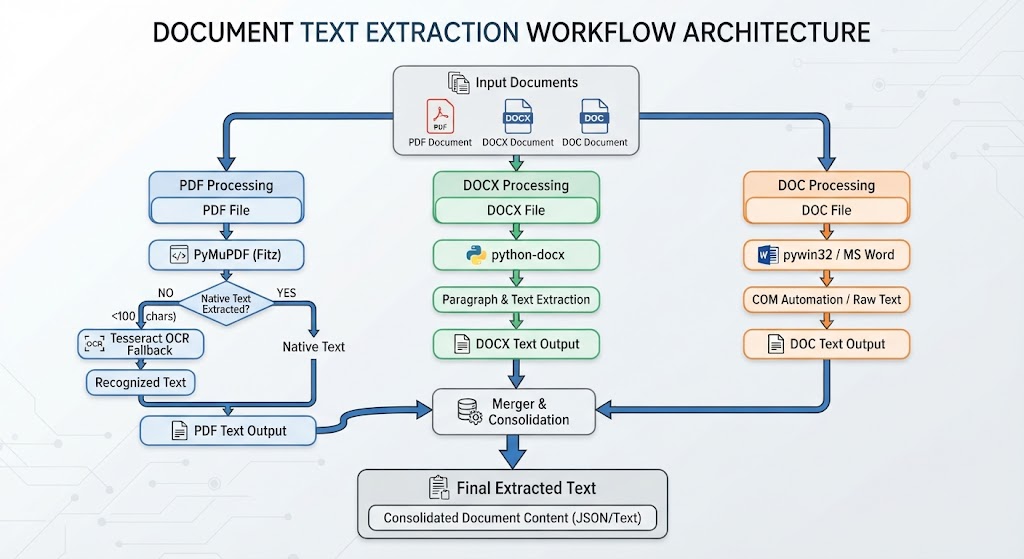 DOCUMENT TEXT EXTRACTION WORKFLOW ARCHITECTURE
Input Documents
PDF
DOCX
DOC
PDF Document
DOCX Document
DOC Document
PDF Processing
PDF File
PyMuPDF (Fitz)
NO
YES
Native Text
Extracted?
<100 chars)
OCR
Tesseract OCR
Fallback
Native Text
Recognized Text
PDF Text Output
DOCX Processing
DOCX File
python-docx
Paragraph & Text Extraction
DOCX Text Output
DOC Processing
DOC File
W
pywin32 / MS Word
COM Automation / Raw Text
DOC Text Output
Merger &
Consolidation
Final Extracted Text
Consolidated Document Content (JSON/Text)